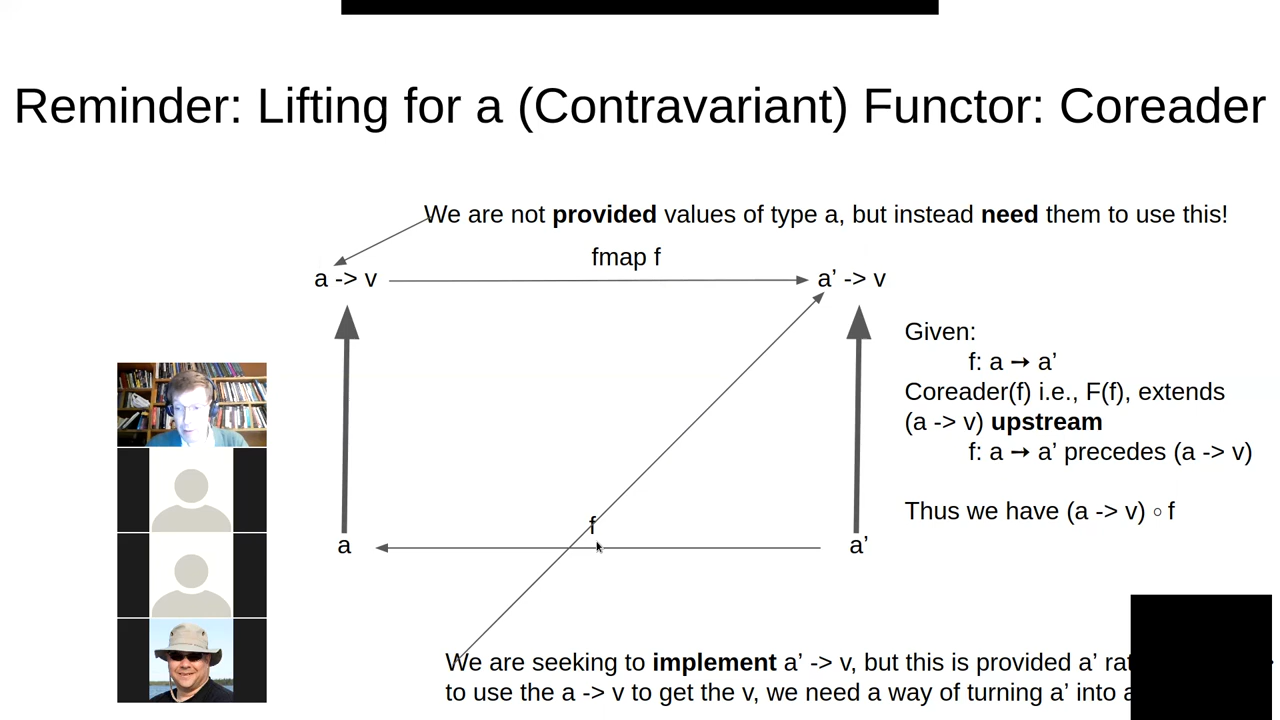 Reminder: Lifting for a (Contravariant) Functor: Coreader
We are not provided values of type a, but instead need them to use this!
fmap f
a -> v
a’ -> v
Given:
f: a ➙ a’
Coreader(f) i.e., F(f), extends
(a -> v) upstream
f: a ➙ a’ precedes (a -> v)
Thus we have (a -> v) ○ f
f
a
a’
We are seeking to implement a’ -> v, but this is provided a’
to use the a -> v to get the v, we need a way of turning a’ into